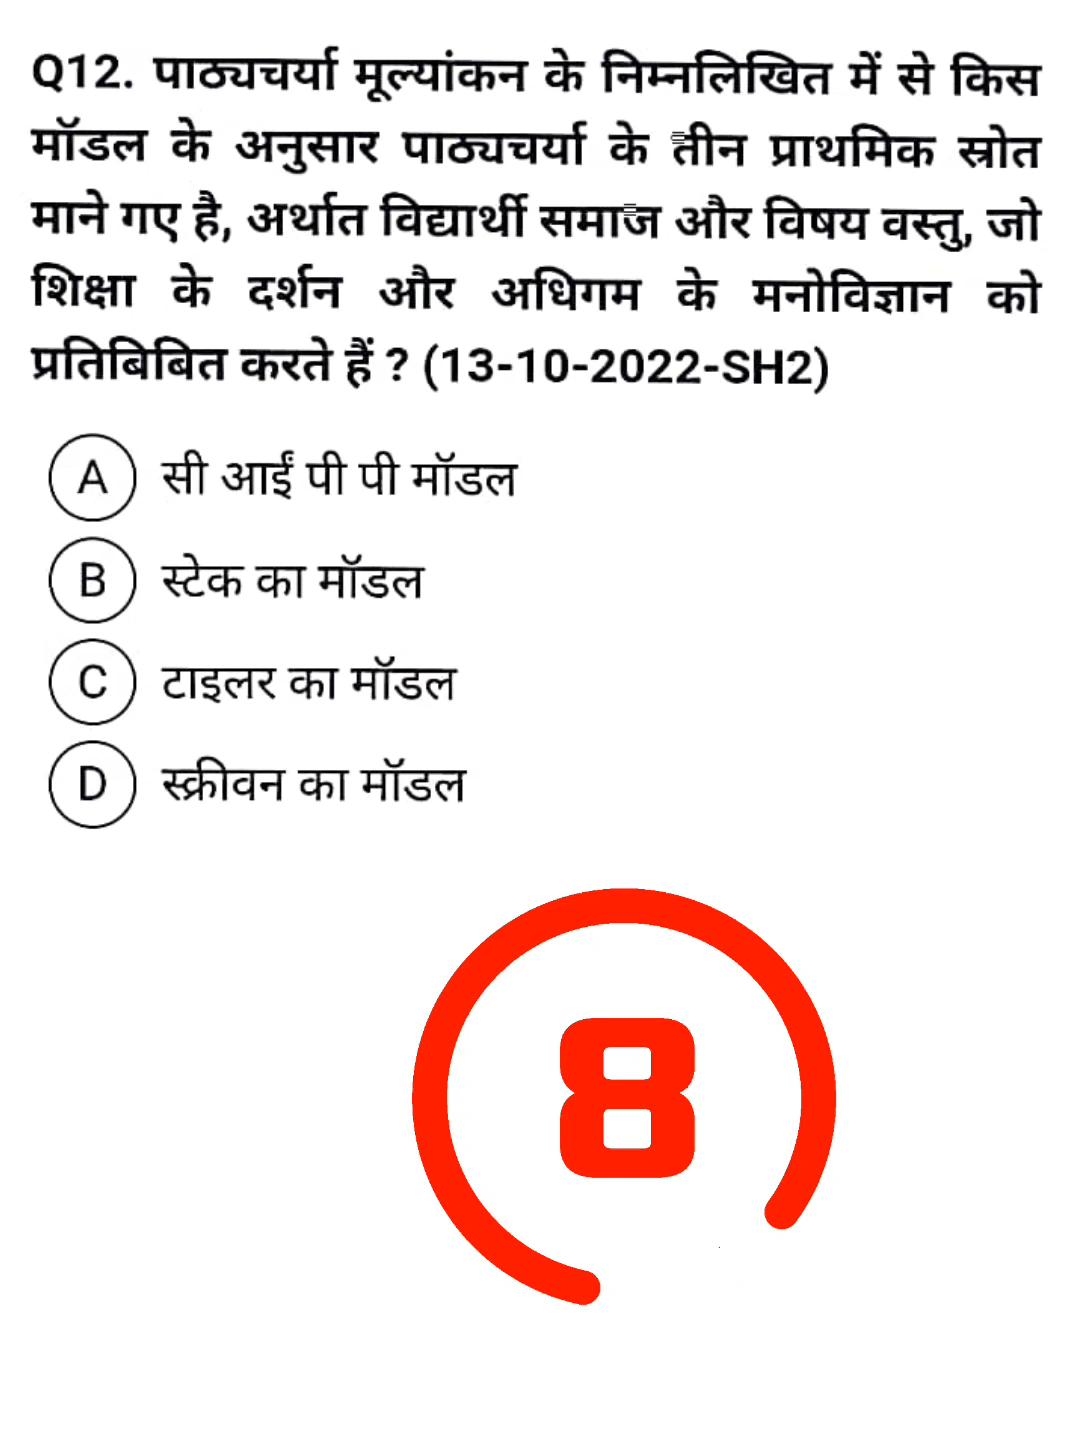 Q12. पाठ्यचर्या मूल्यांकन के निम्नलिखित में से किस
मॉडल के अनुसार पाठ्यचर्या के तीन प्राथमिक स्रोत
माने गए है, अर्थात विद्यार्थी समाज और विषय वस्तु, जो
शिक्षा के दर्शन और अधिगम के मनोविज्ञान को
प्रतिबिबित करते हैं ? (13-10-2022-SH2)
A सी आईं पी पी मॉडल
B स्टेक का मॉडल
C टाइलर का मॉडल
D स्क्रीवन का मॉडल
8